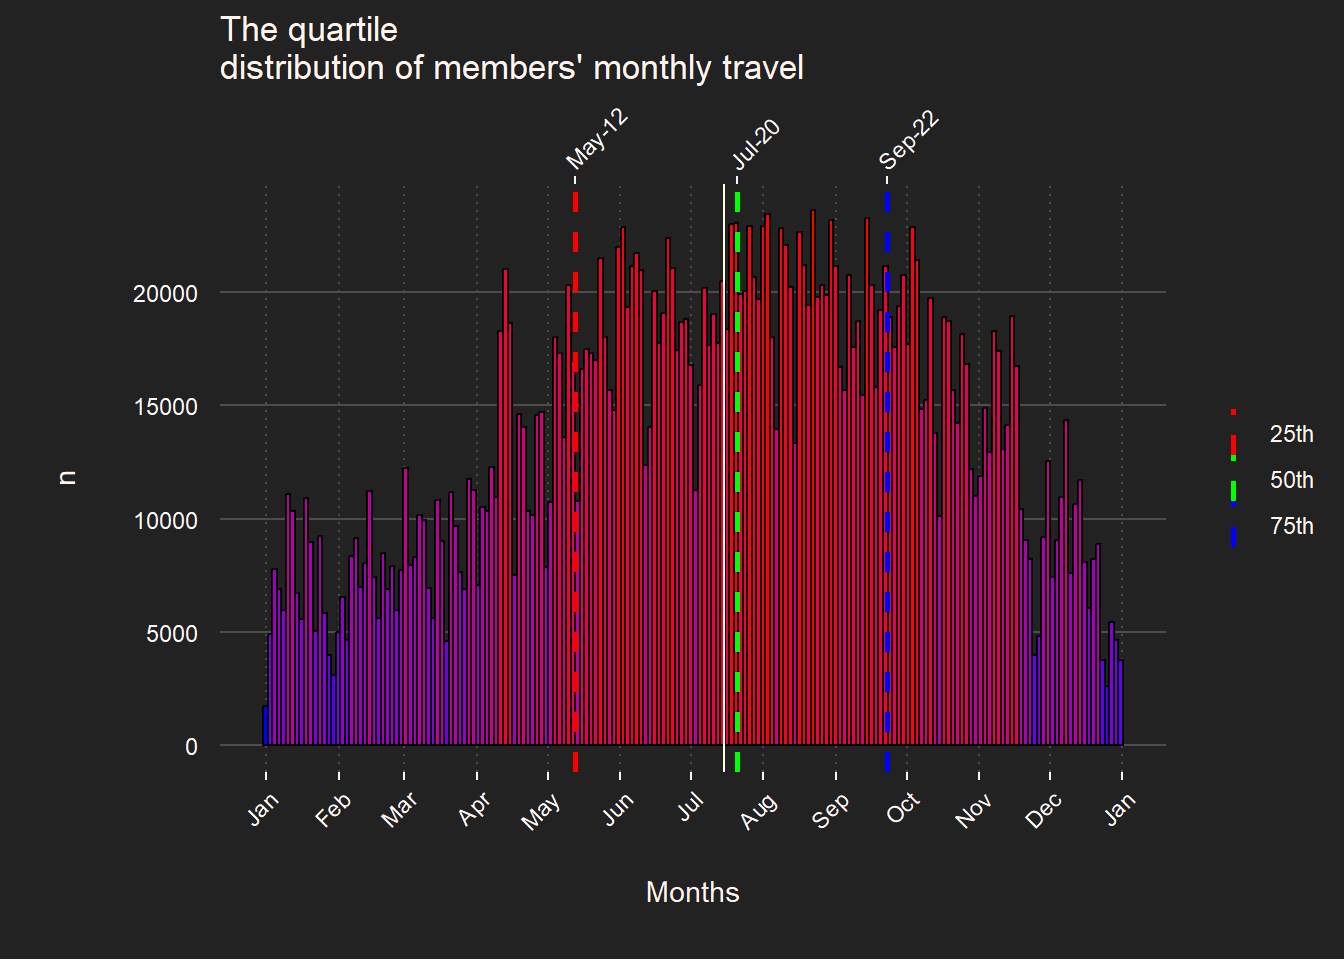 The quartile
distribution of members' monthly travel
May-12
Jul-20
Sep-22
n
20000
15000
10000
5000
0
25th
50th
75th
Jan
Feb
Mar
Apr
May
Jun
Jul
Aug
Sep
Oct
Nov
Dec
Jan
Months